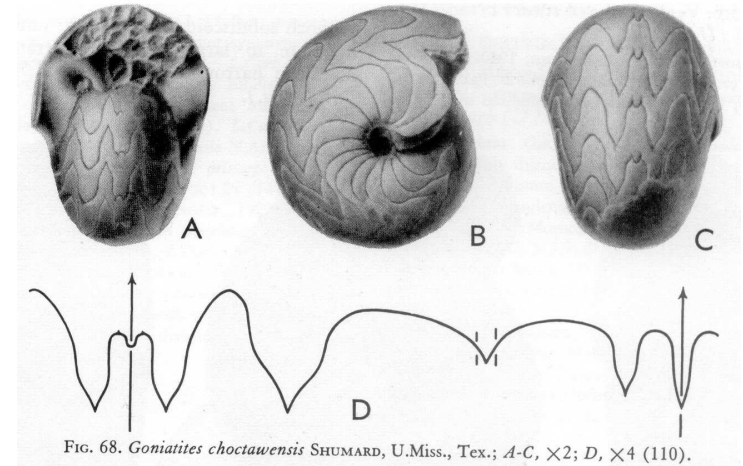 A
B
C
D
FIG. 68. Goniatites choctawensis SHUMARD, U.Miss., Tex.; A-C, ×2; D, ×4 (110).